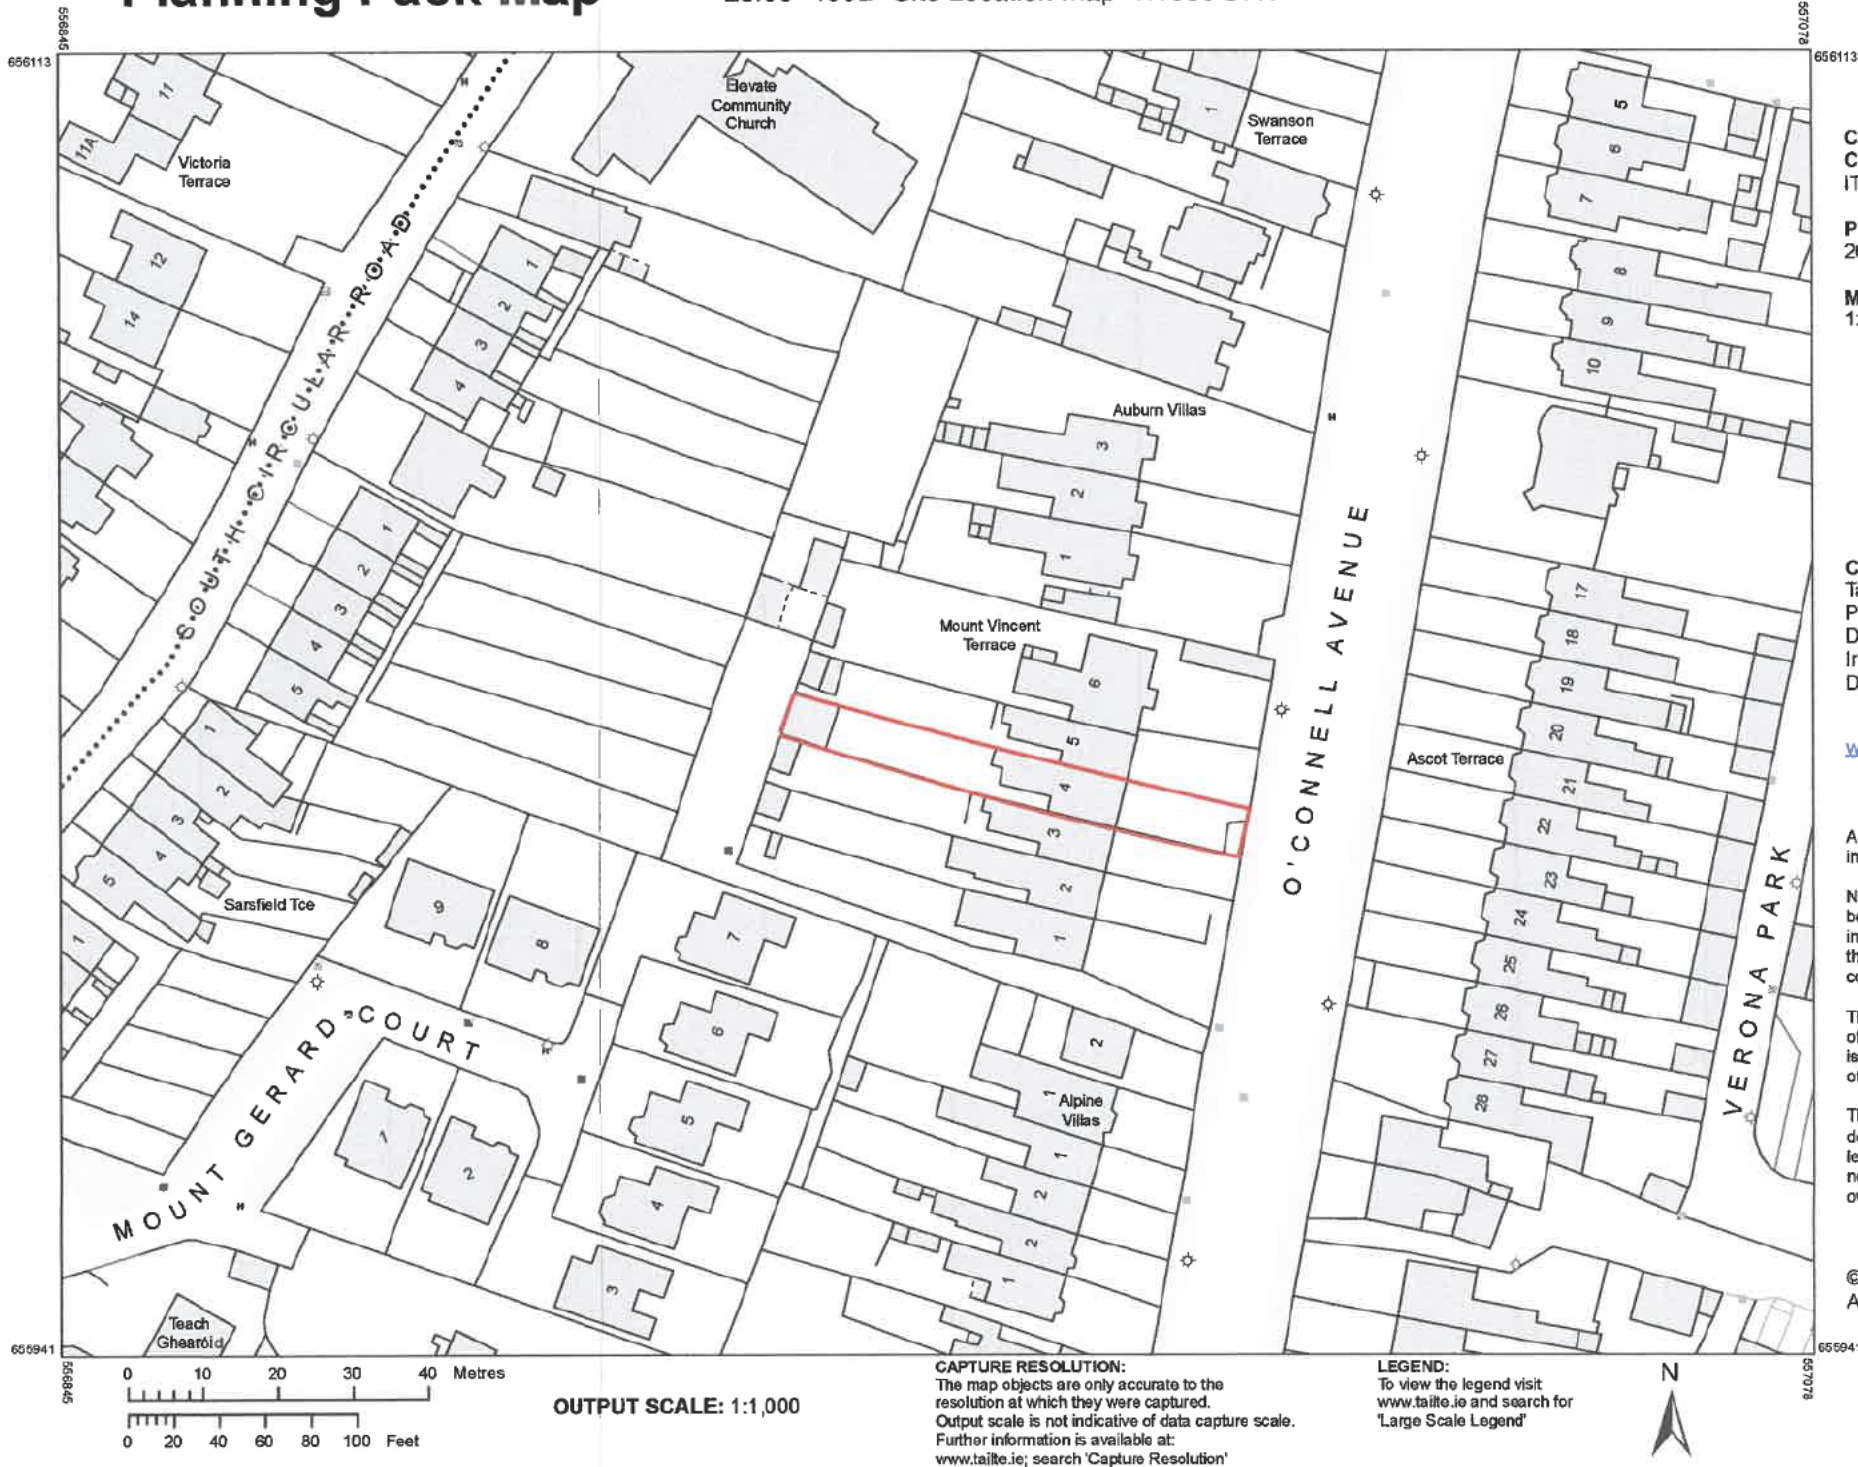 Planning Pack Map
556845
557078
656113
656113
11
Elevate
Community
Church
1
Swanson
Terrace
5
11A
Victoria
Terrace
6
7
SOUTH CIRCULAR ROAD
12
1
8
14
2
9
3
10
4
Auburn Villas
3
2
1
1
2
17
3
Mount Vincent
Terrace
18
4
6
19
5
O'CONNELL AVENUE
1
5
20
Ascot Terrace
4
21
2
3
22
3
4
2
23
5
Sarsfield Tce
9
24
7
1
1
8
25
VERONA PARK
MOUNT GERARD COURT
6
2
26
27
5
1
Alpine
Villas
28
1
2
1
4
2
2
3
1
Teach
Ghearóid
655941
655941
556845
557078
0 10 20 30 40 Metres
0 20 40 60 80 100 Feet
OUTPUT SCALE: 1:1,000
CAPTURE RESOLUTION:
The map objects are only accurate to the
resolution at which they were captured.
Output scale is not indicative of data capture scale.
Further information is available at:
www.tailte.ie; search 'Capture Resolution'
LEGEND:
To view the legend visit
www.tailte.ie and search for
'Large Scale Legend'
N